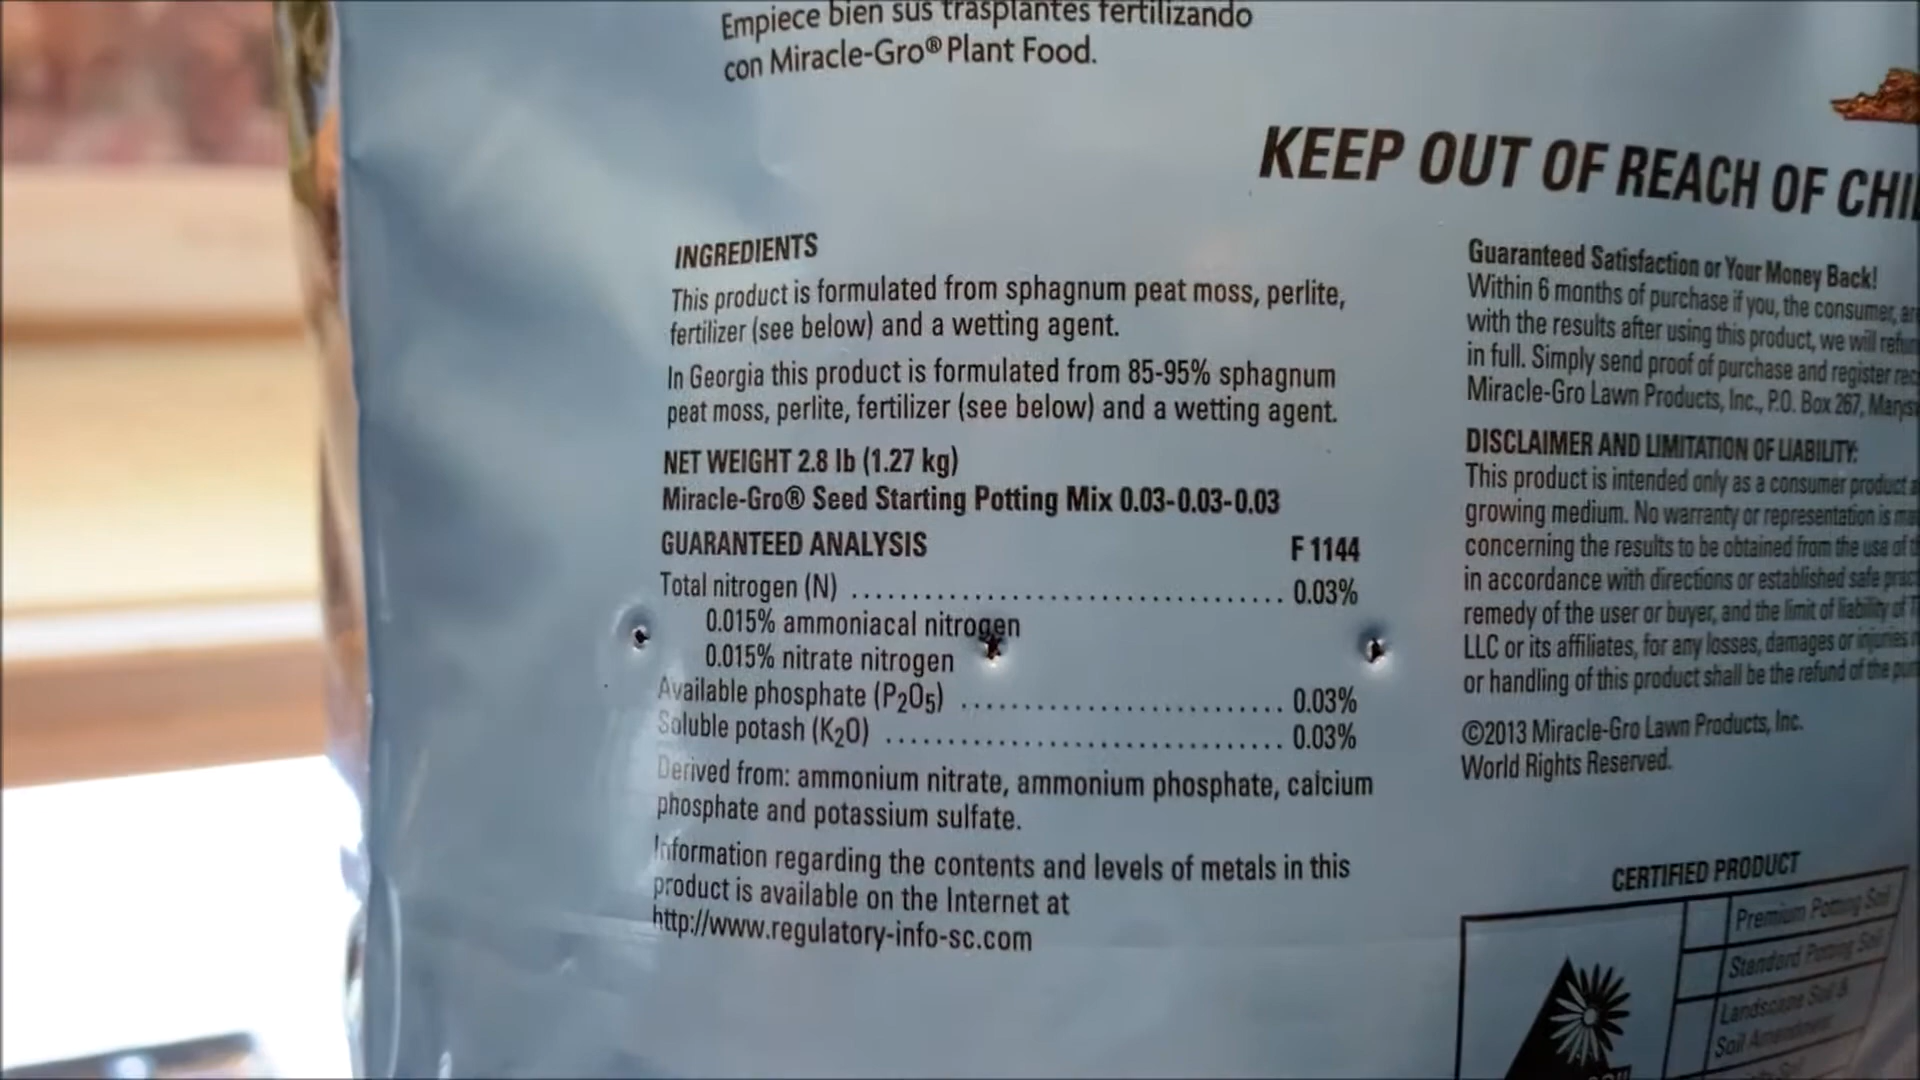 Empiece bien sus trasplantes fertilizando
con Miracle-Gro® Plant Food.
KEEP OUT OF REACH OF
INGREDIENTS
This product is formulated from sphagnum peat moss, perlite,
fertilizer (see below) and a wetting agent.
In Georgia this product is formulated from 85-95% sphagnum
peat moss, perlite, fertilizer (see below) and a wetting agent.
NET WEIGHT 2.8 lb (1.27 kg)
Miracle-Gro® Seed Starting Potting Mix 0.03-0.03-0.03
GUARANTEED ANALYSIS F 1144
Total nitrogen (N) ........................................ 0.03%
0.015% ammoniacal nitrogen
0.015% nitrate nitrogen
Available phosphate (P₂O₅) ............................. 0.03%
Soluble potash (K₂O) .................................... 0.03%
Derived from: ammonium nitrate, ammonium phosphate, calcium
phosphate and potassium sulfate.
Information regarding the contents and levels of metals in this
product is available on the Internet at
http://www.regulatory-info-sc.com
Guaranteed Satisfaction or Your Money Back!
Within 6 months of purchase if you, the consumer,
with the results after using this product, we will
in full. Simply send proof of purchase and register
Miracle-Gro Lawn Products, Inc., P.O. Box 267,
DISCLAIMER AND LIMITATION OF LIABILITY:
This product is intended only as a consumer product
growing medium. No warranty or representation is
concerning the results to be obtained from the use of
in accordance with directions or established safe
remedy of the user or buyer, and the limit of liability of
LLC or its affiliates, for any losses, damages or injuries
or handling of this product shall be the refund of the
©2013 Miracle-Gro Lawn Products, Inc.
World Rights Reserved.
CERTIFIED PRODUCT
Premium Potting Soil
Standard Potting Soil
Landscape Soil &
Soil Amendment